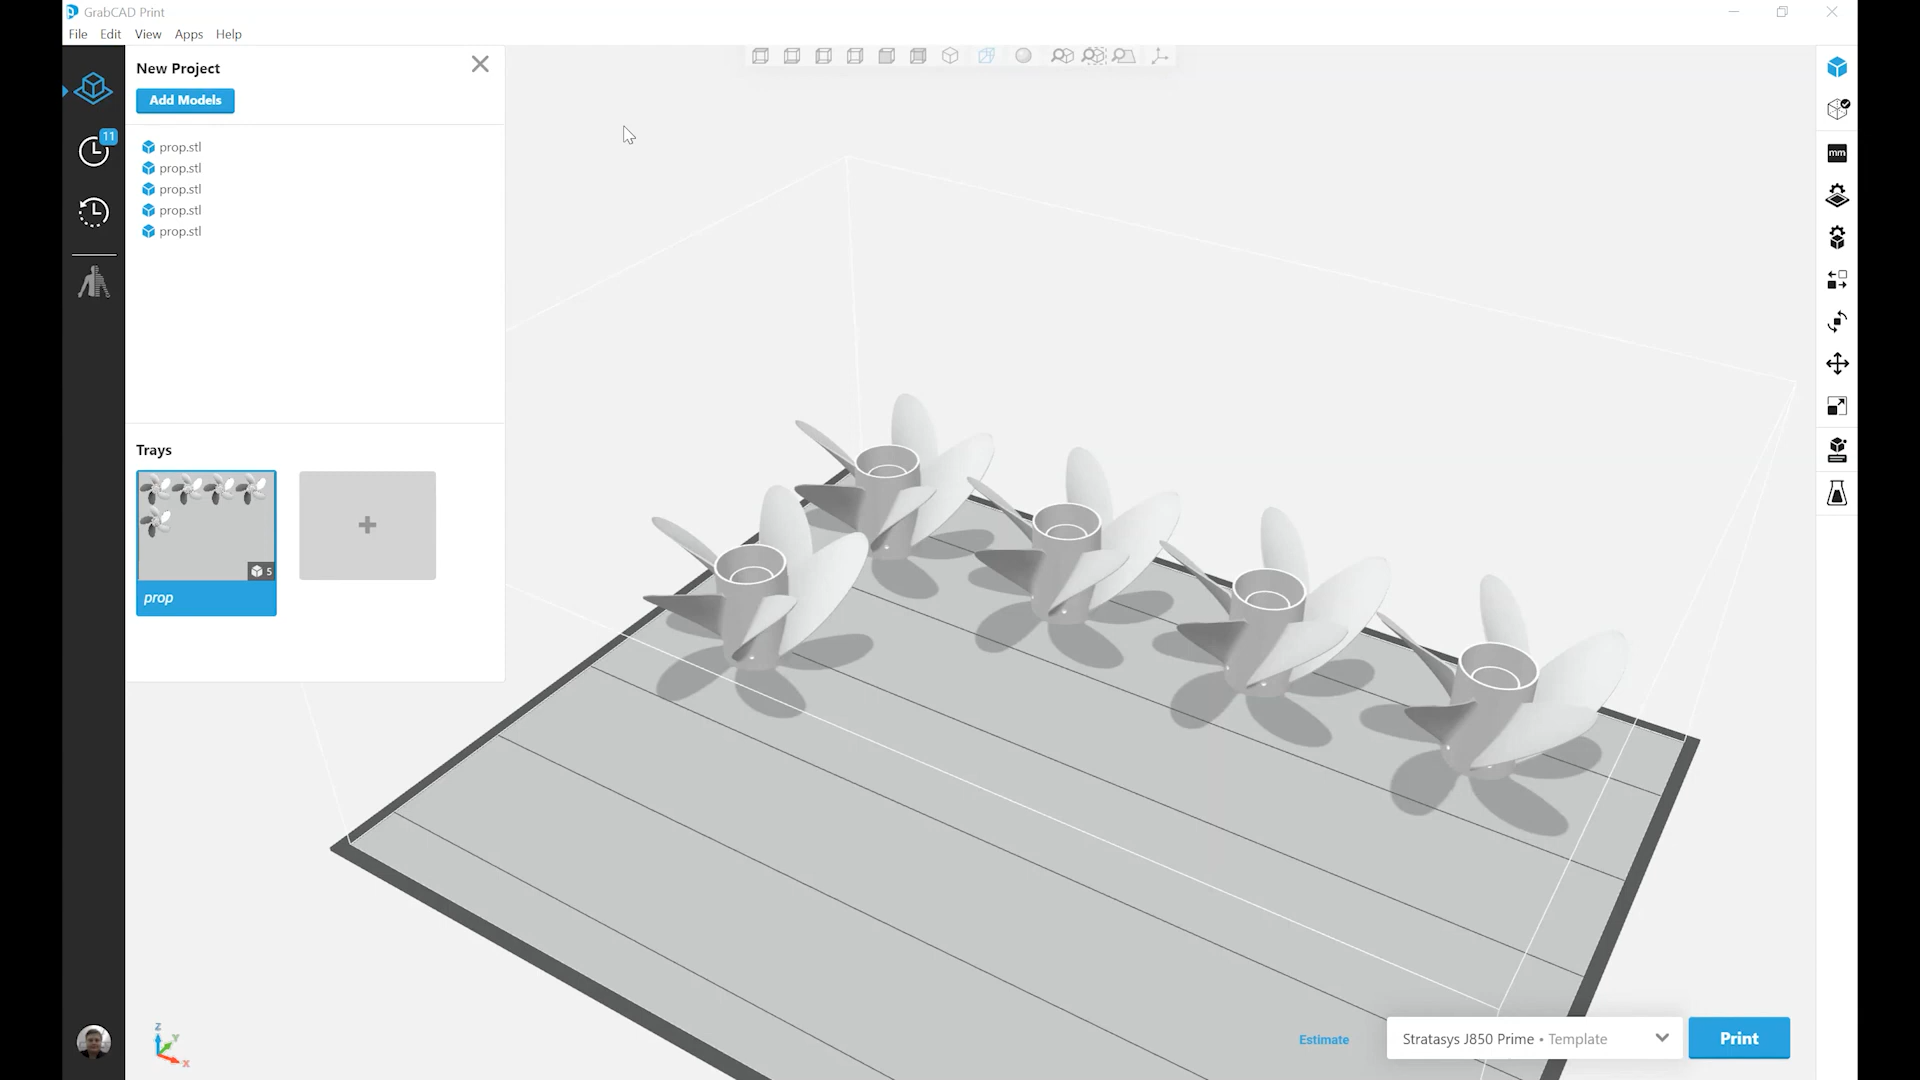 GrabCAD Print
File Edit View Apps Help
New Project
Add Models
11
prop.stl
prop.stl
prop.stl
prop.stl
prop.stl
mm
Trays
5
prop
Z
Y
X
Estimate
Stratasys J850 Prime • Template
Print